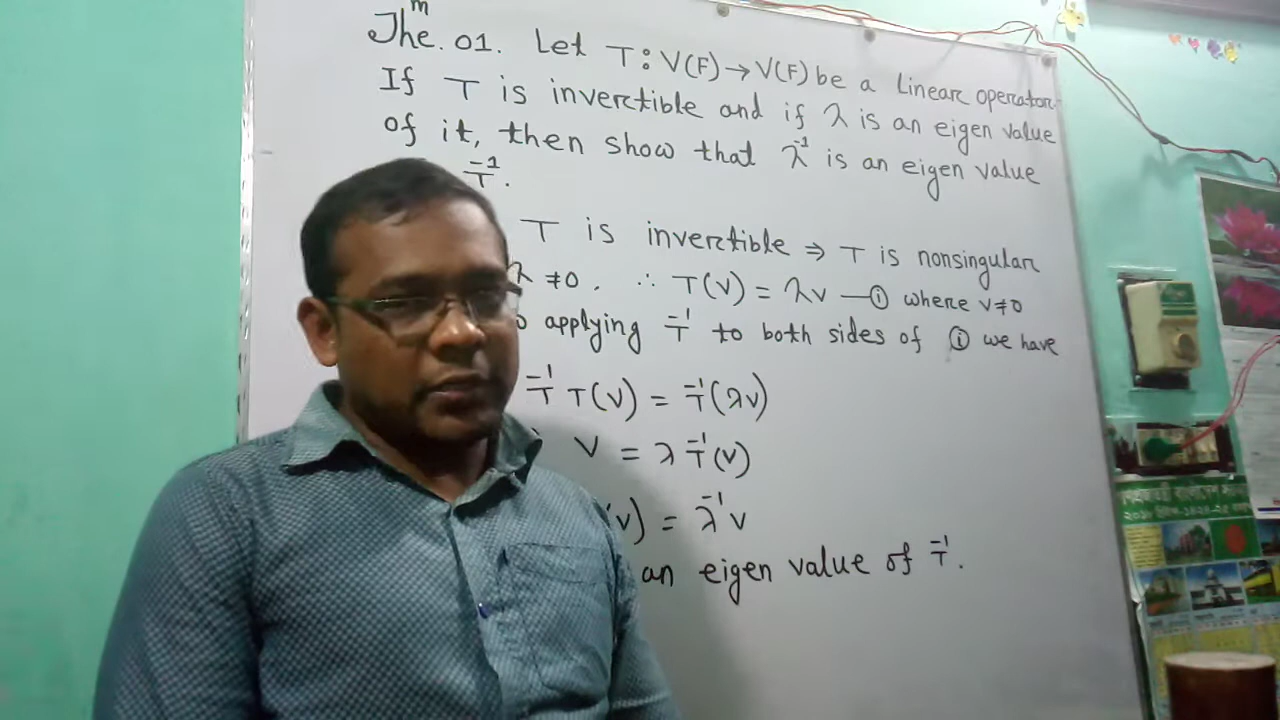 The^m. 01. Let T: V(F) → V(F) be a linear operator.
If T is invertible and if λ is an eigen value
of it, then show that λ⁻¹ is an eigen value
T⁻¹.
T is invertible ⇒ T is nonsingular
λ ≠ 0. ∴ T(v) = λv —① where v≠0
applying T⁻¹ to both sides of ① we have
T⁻¹ T(v) = T⁻¹(λv)
v = λ T⁻¹(v)
(v) = λ⁻¹v
an eigen value of T⁻¹.